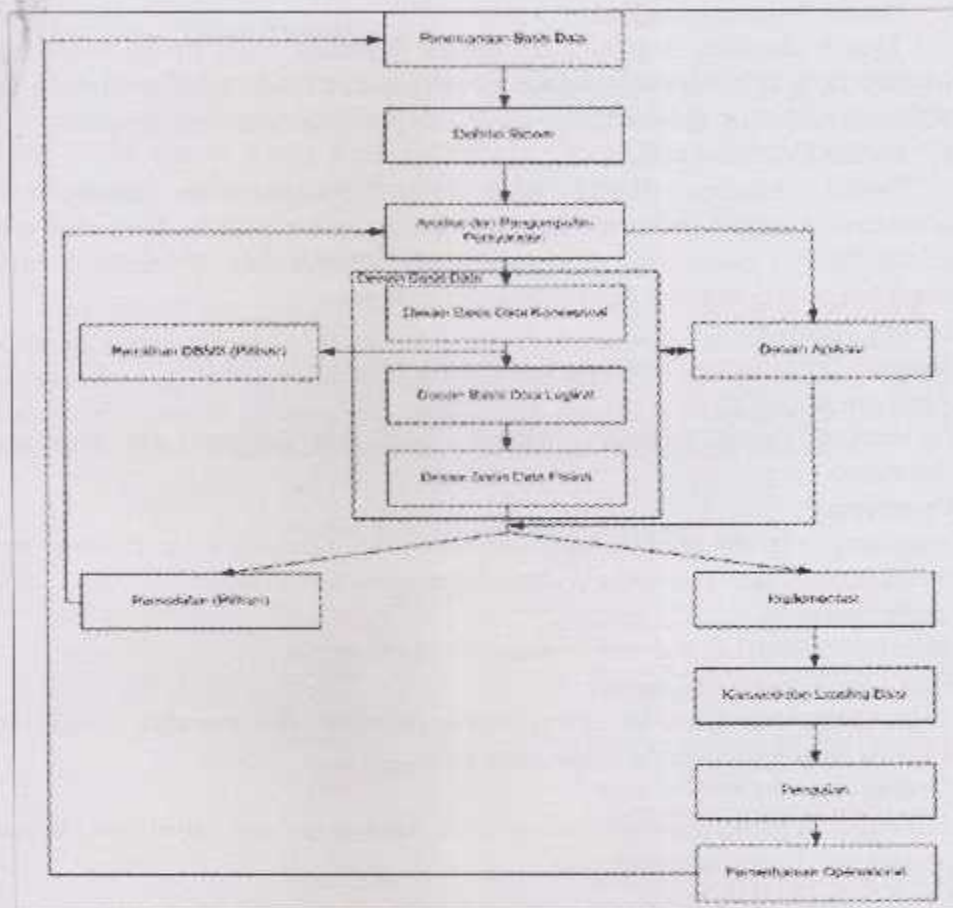 Perencanaan Basis Data
Definisi Sistem
Analisa dan Pengumpulan
Persyaratan
Desain Basis Data
Desain Basis Data Konseptual
Pemilihan DBMS (Pilihan)
Desain Aplikasi
Desain Basis Data Logikal
Desain Basis Data Fisikal
Pemodelan (Pilihan)
Implementasi
Konversi dan Loading Data
Pengujian
Pemeliharaan Operasional